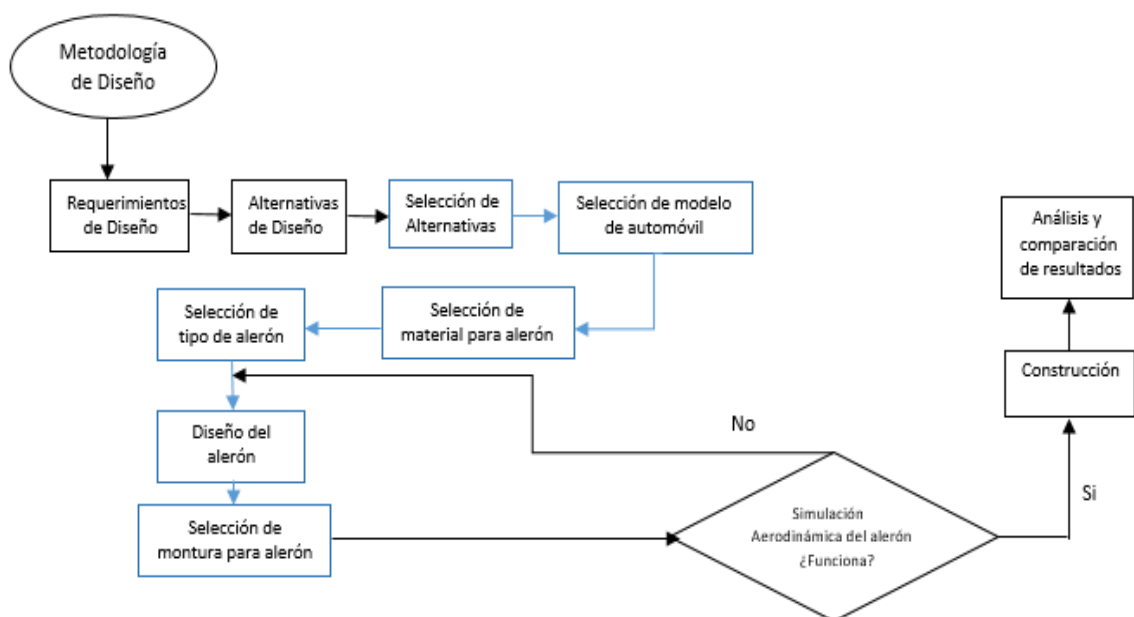 Metodología
de Diseño
Requerimientos
de Diseño
Alternativas
de Diseño
Selección de
Alternativas
Selección de modelo
de automóvil
Selección de
material para alerón
Selección de
tipo de alerón
Diseño del
alerón
Selección de
montura para alerón
Simulación
Aerodinámica del alerón
¿Funciona?
No
Si
Construcción
Análisis y
comparación
de resultados